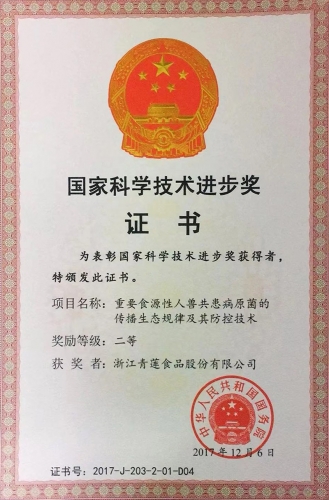 国家科学技术进步奖
证 书
为表彰国家科学技术进步奖获得者，
特颁发此证书。
项目名称： 重要食源性人兽共患病原菌的
传播生态规律及其防控技术
奖励等级： 二等
获 奖 者： 浙江青莲食品股份有限公司
中华人民共和国国务院
2017年12月6日
证书号：2017-J-203-2-01-D04